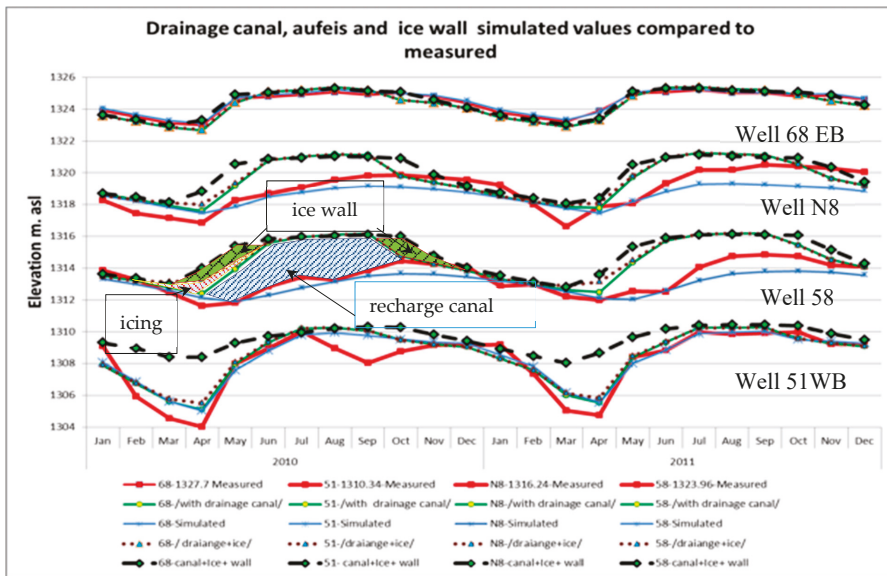 Drainage canal, aufeis and ice wall simulated values compared to
measured
Elevation m. asl
1326
1324
1322
1320
1318
1316
1314
1312
1310
1308
1306
1304
Well 68 EB
Well N8
Well 58
Well 51WB
ice wall
recharge canal
icing
Jan Feb Mar Apr May Jun Jul Aug Sep Oct Nov Dec Jan Feb Mar Apr May Jun Jul Aug Sep Oct Nov Dec
2010 2011
68-1327.7 Measured 51-1310.34-Measured N8-1316.24-Measured 58-1323.96-Measured
68-/with drainage canal/ 51-/with drainage canal/ N8-/with drainage canal/ 58-/with drainage canal/
68-Simulated 51-Simulated N8-Simulated 58-Simulated
68-/draiange+ice/ 51-/draiange+ice/ N8-/draiange+ice/ 58-/draiange+ice/
68-canal+Ice+ wall 51- canal+Ice+ wall N8-canal+Ice+ wall 58-canal+Ice+ wall